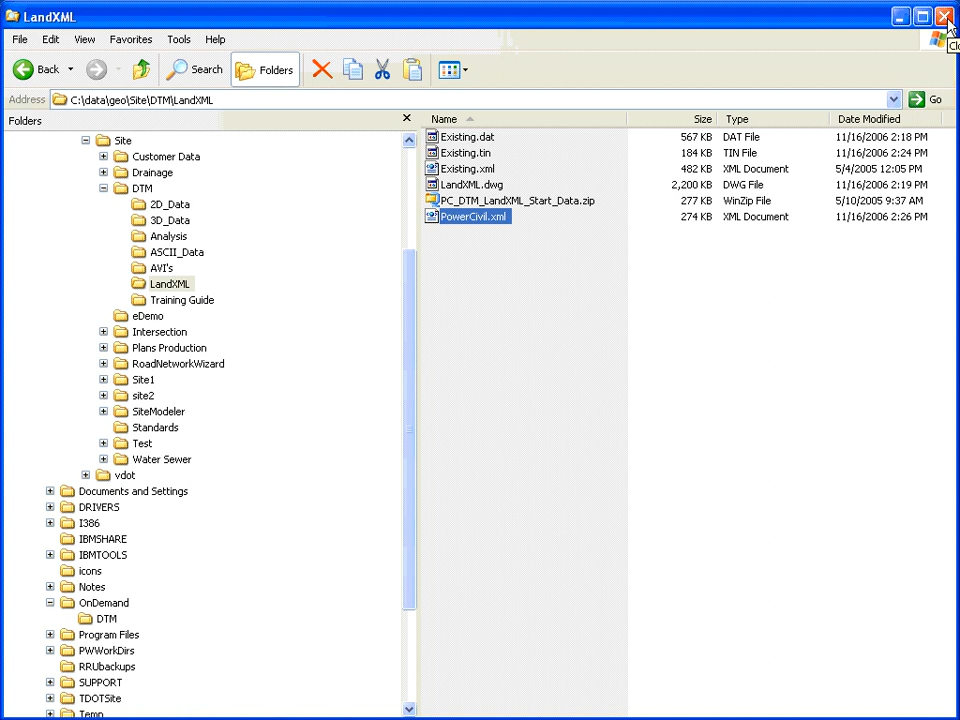 LandXML
File Edit View Favorites Tools Help
Back Search Folders
Address C:\data\geo\Site\DTM\LandXML Go
Folders
Site
Customer Data
Drainage
DTM
2D_Data
3D_Data
Analysis
ASCII_Data
AVI's
LandXML
Training Guide
eDemo
Intersection
Plans Production
RoadNetworkWizard
Site1
site2
SiteModeler
Standards
Test
Water Sewer
vdot
Documents and Settings
DRIVERS
I386
IBMSHARE
IBMTOOLS
icons
Notes
OnDemand
DTM
Program Files
PWWorkDirs
RRUbackups
SUPPORT
TDOTSite
Temp
Name Size Type Date Modified
Existing.dat 567 KB DAT File 11/16/2006 2:18 PM
Existing.tin 184 KB TIN File 11/16/2006 2:24 PM
Existing.xml 482 KB XML Document 5/4/2005 12:05 PM
LandXML.dwg 2,200 KB DWG File 11/16/2006 2:19 PM
PC_DTM_LandXML_Start_Data.zip 277 KB WinZip File 5/10/2005 9:37 AM
PowerCivil.xml 274 KB XML Document 11/16/2006 2:26 PM